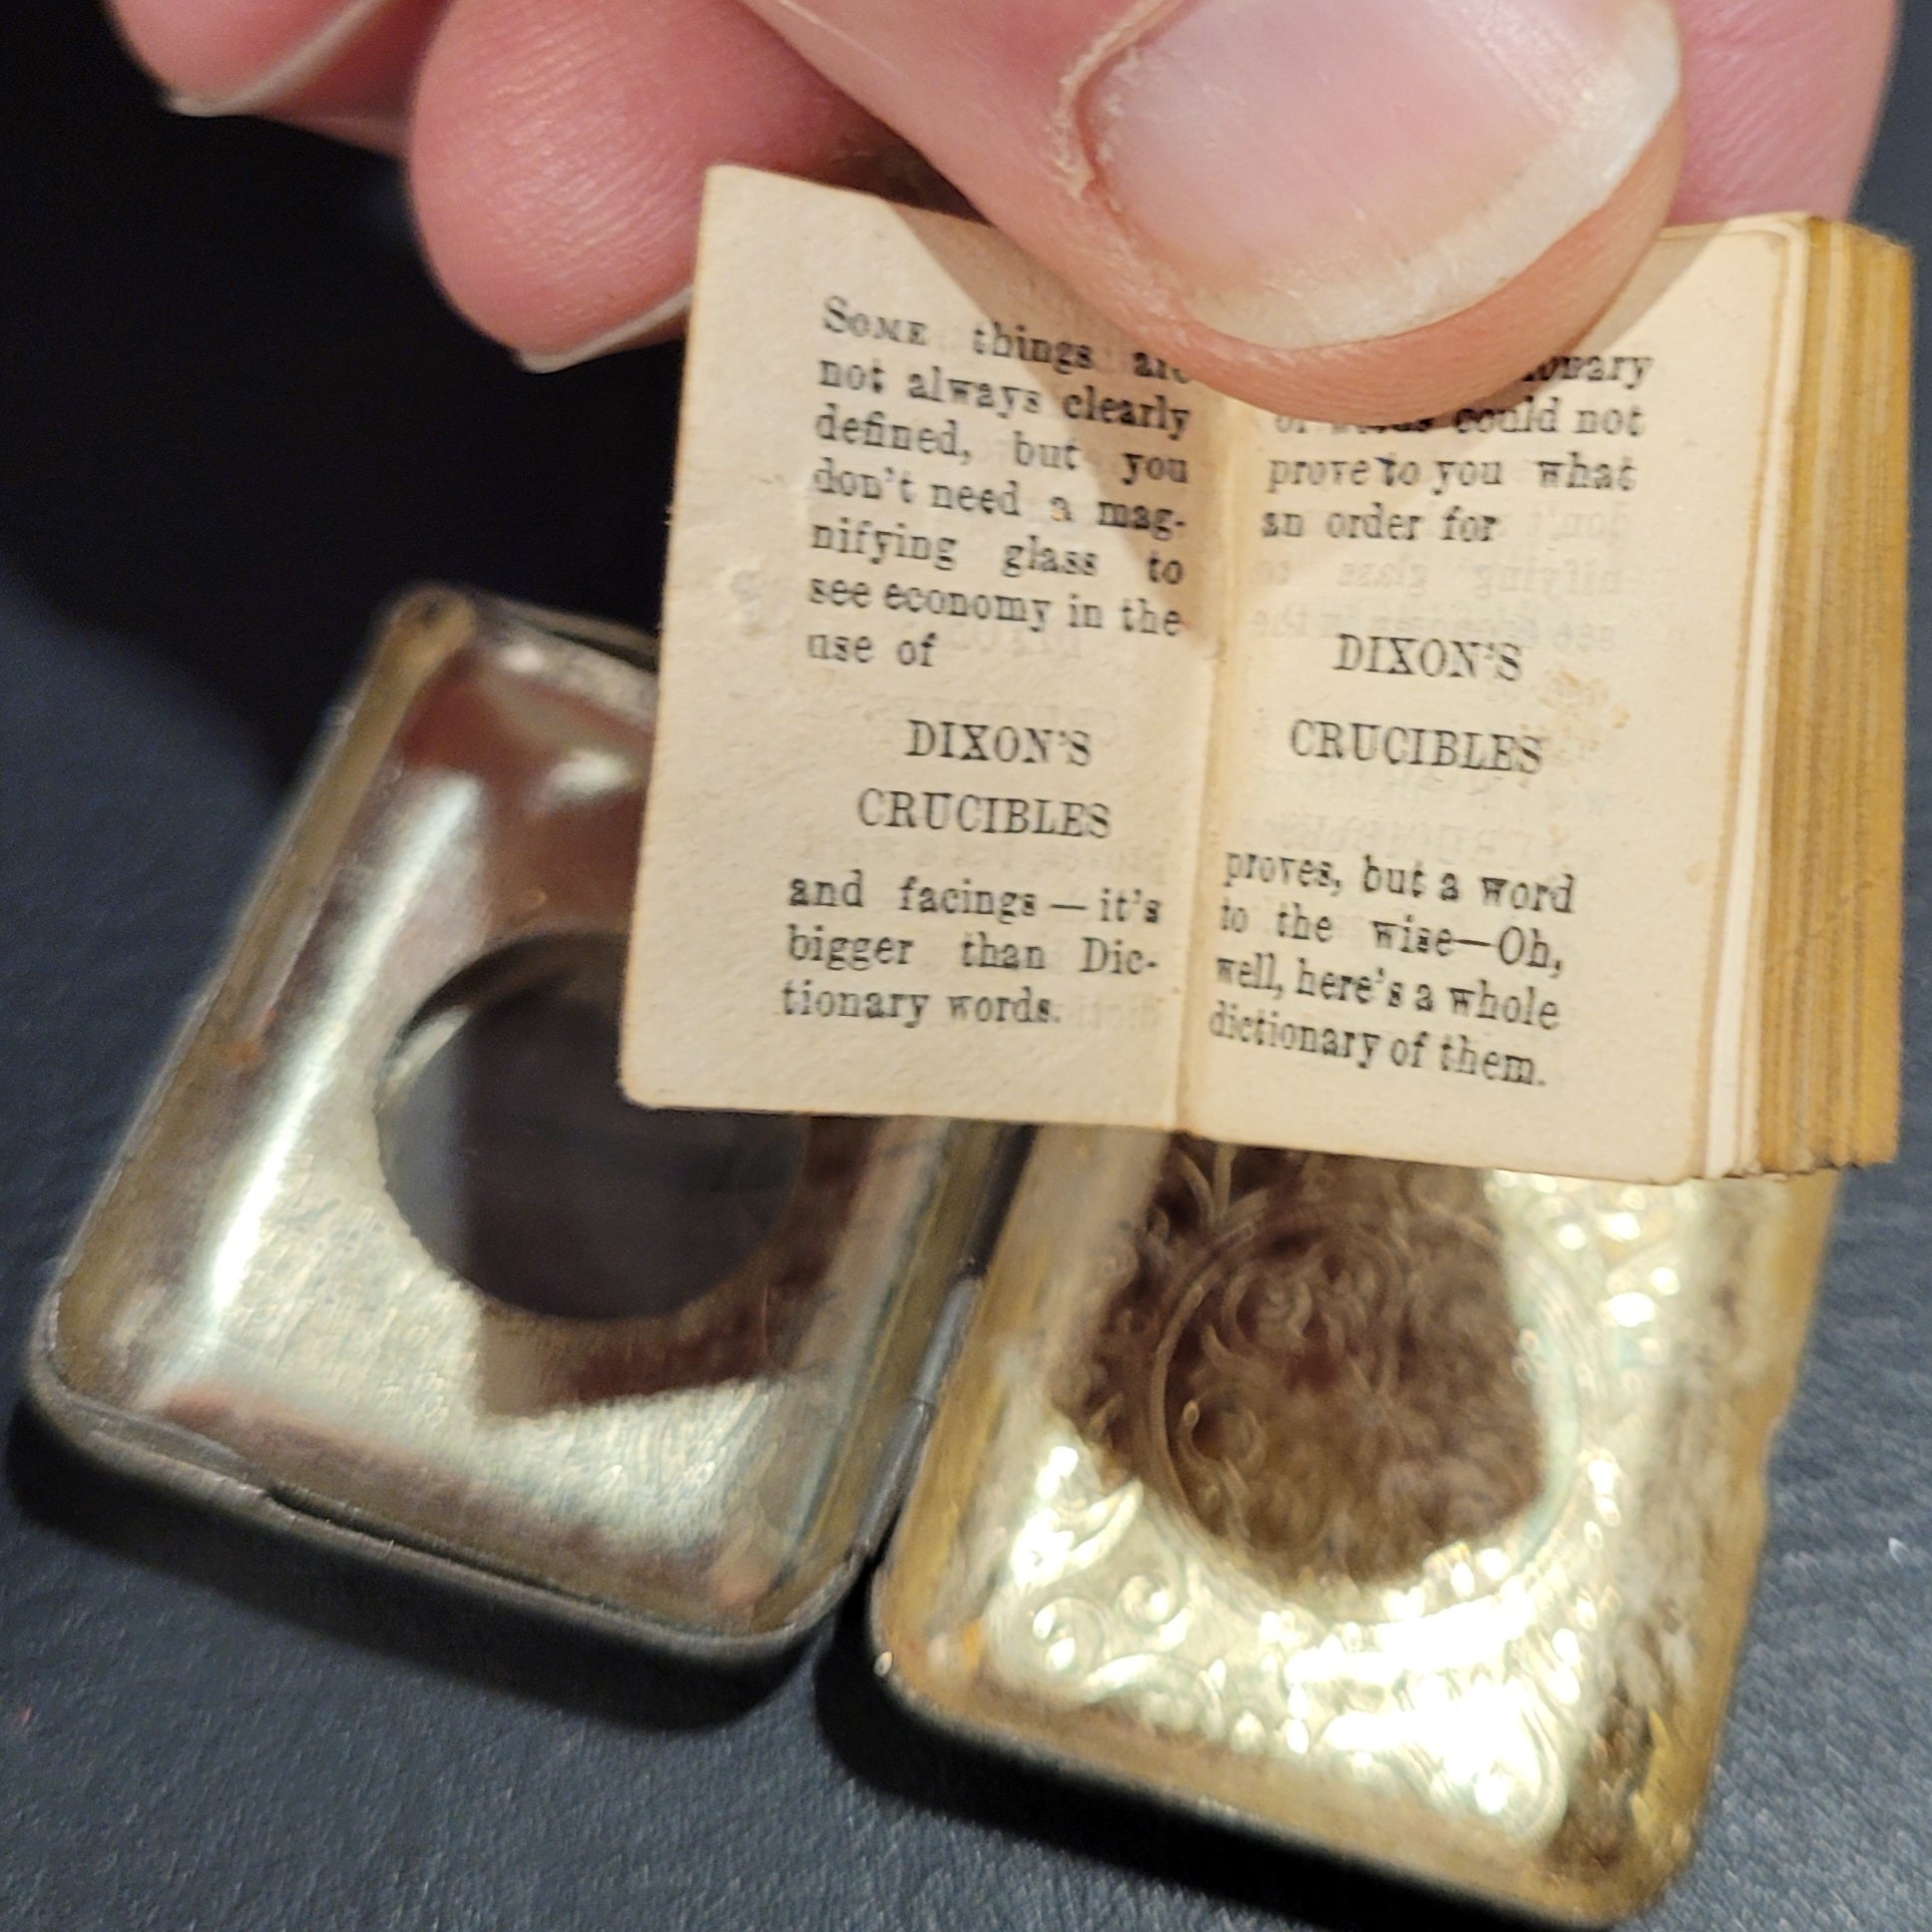 SOME things are
not always clearly
defined, but you
don't need a mag-
nifying glass to
see economy in the
use of
DIXON'S
CRUCIBLES
and facings — it's
bigger than Dic-
tionary words.
could not
prove to you what
an order for
DIXON'S
CRUCIBLES
proves, but a word
to the wise—Oh,
well, here's a whole
dictionary of them.